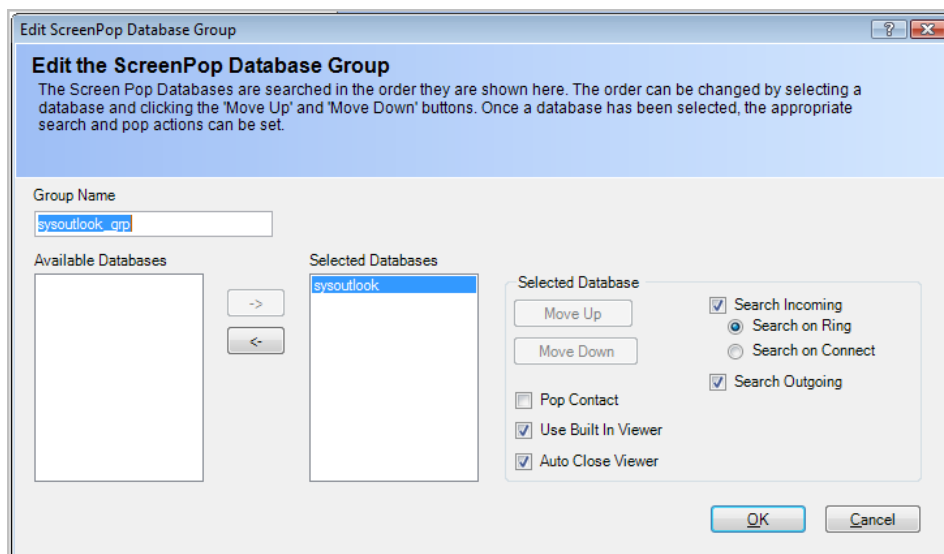 Edit ScreenPop Database Group
Edit the ScreenPop Database Group
The Screen Pop Databases are searched in the order they are shown here. The order can be changed by selecting a
database and clicking the 'Move Up' and 'Move Down' buttons. Once a database has been selected, the appropriate
search and pop actions can be set.
Group Name
sysoutlook_grp
Available Databases
Selected Databases
sysoutlook
->
<-
Selected Database
Move Up
Move Down
Pop Contact
Use Built In Viewer
Auto Close Viewer
Search Incoming
Search on Ring
Search on Connect
Search Outgoing
OK
Cancel